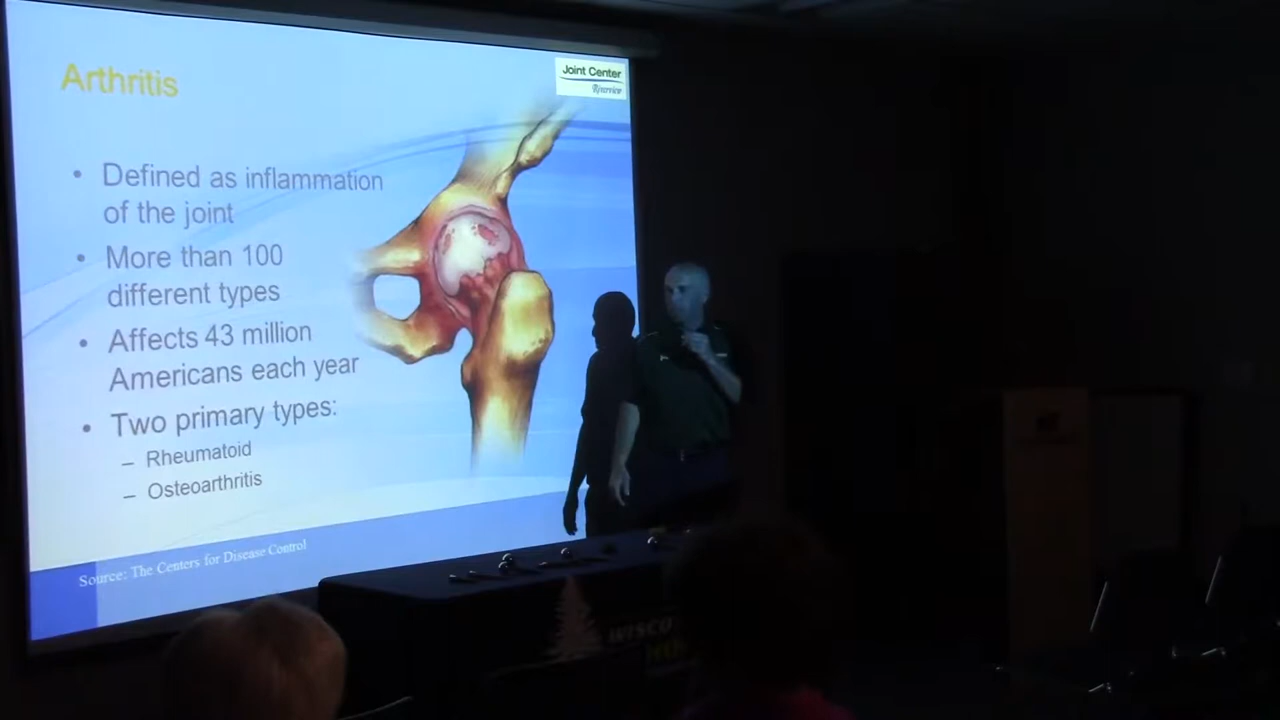 Arthritis
Joint Center
• Defined as inflammation
of the joint
• More than 100
different types
• Affects 43 million
Americans each year
• Two primary types:
– Rheumatoid
– Osteoarthritis
Source: The Centers for Disease Control